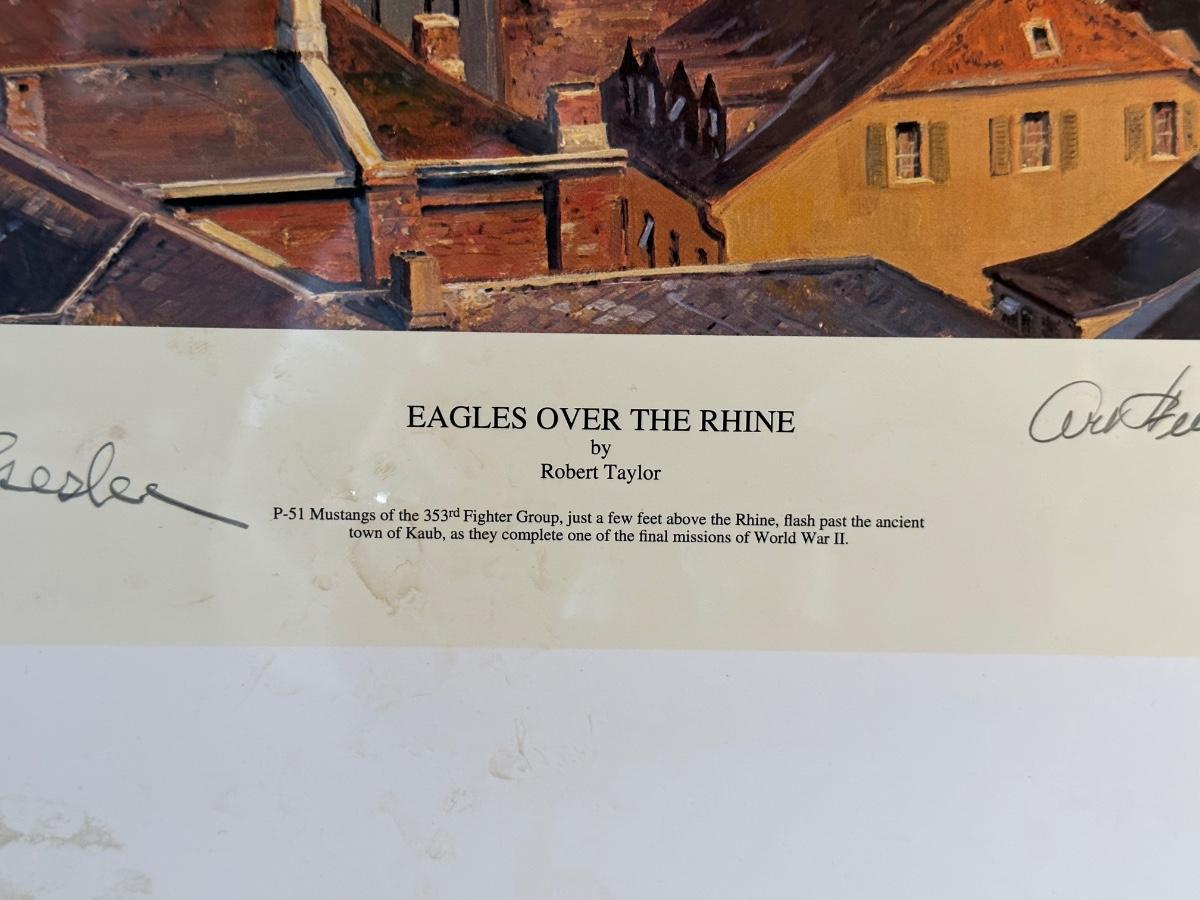 EAGLES OVER THE RHINE
by
Robert Taylor
P-51 Mustangs of the 353rd Fighter Group, just a few feet above the Rhine, flash past the ancient
town of Kaub, as they complete one of the final missions of World War II.